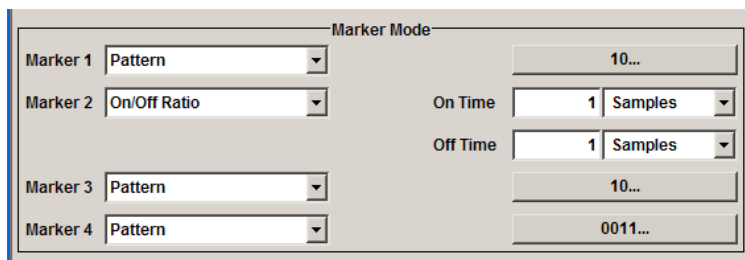 Marker Mode
Marker 1 Pattern 10...
Marker 2 On/Off Ratio On Time 1 Samples
Off Time 1 Samples
Marker 3 Pattern 10...
Marker 4 Pattern 0011...